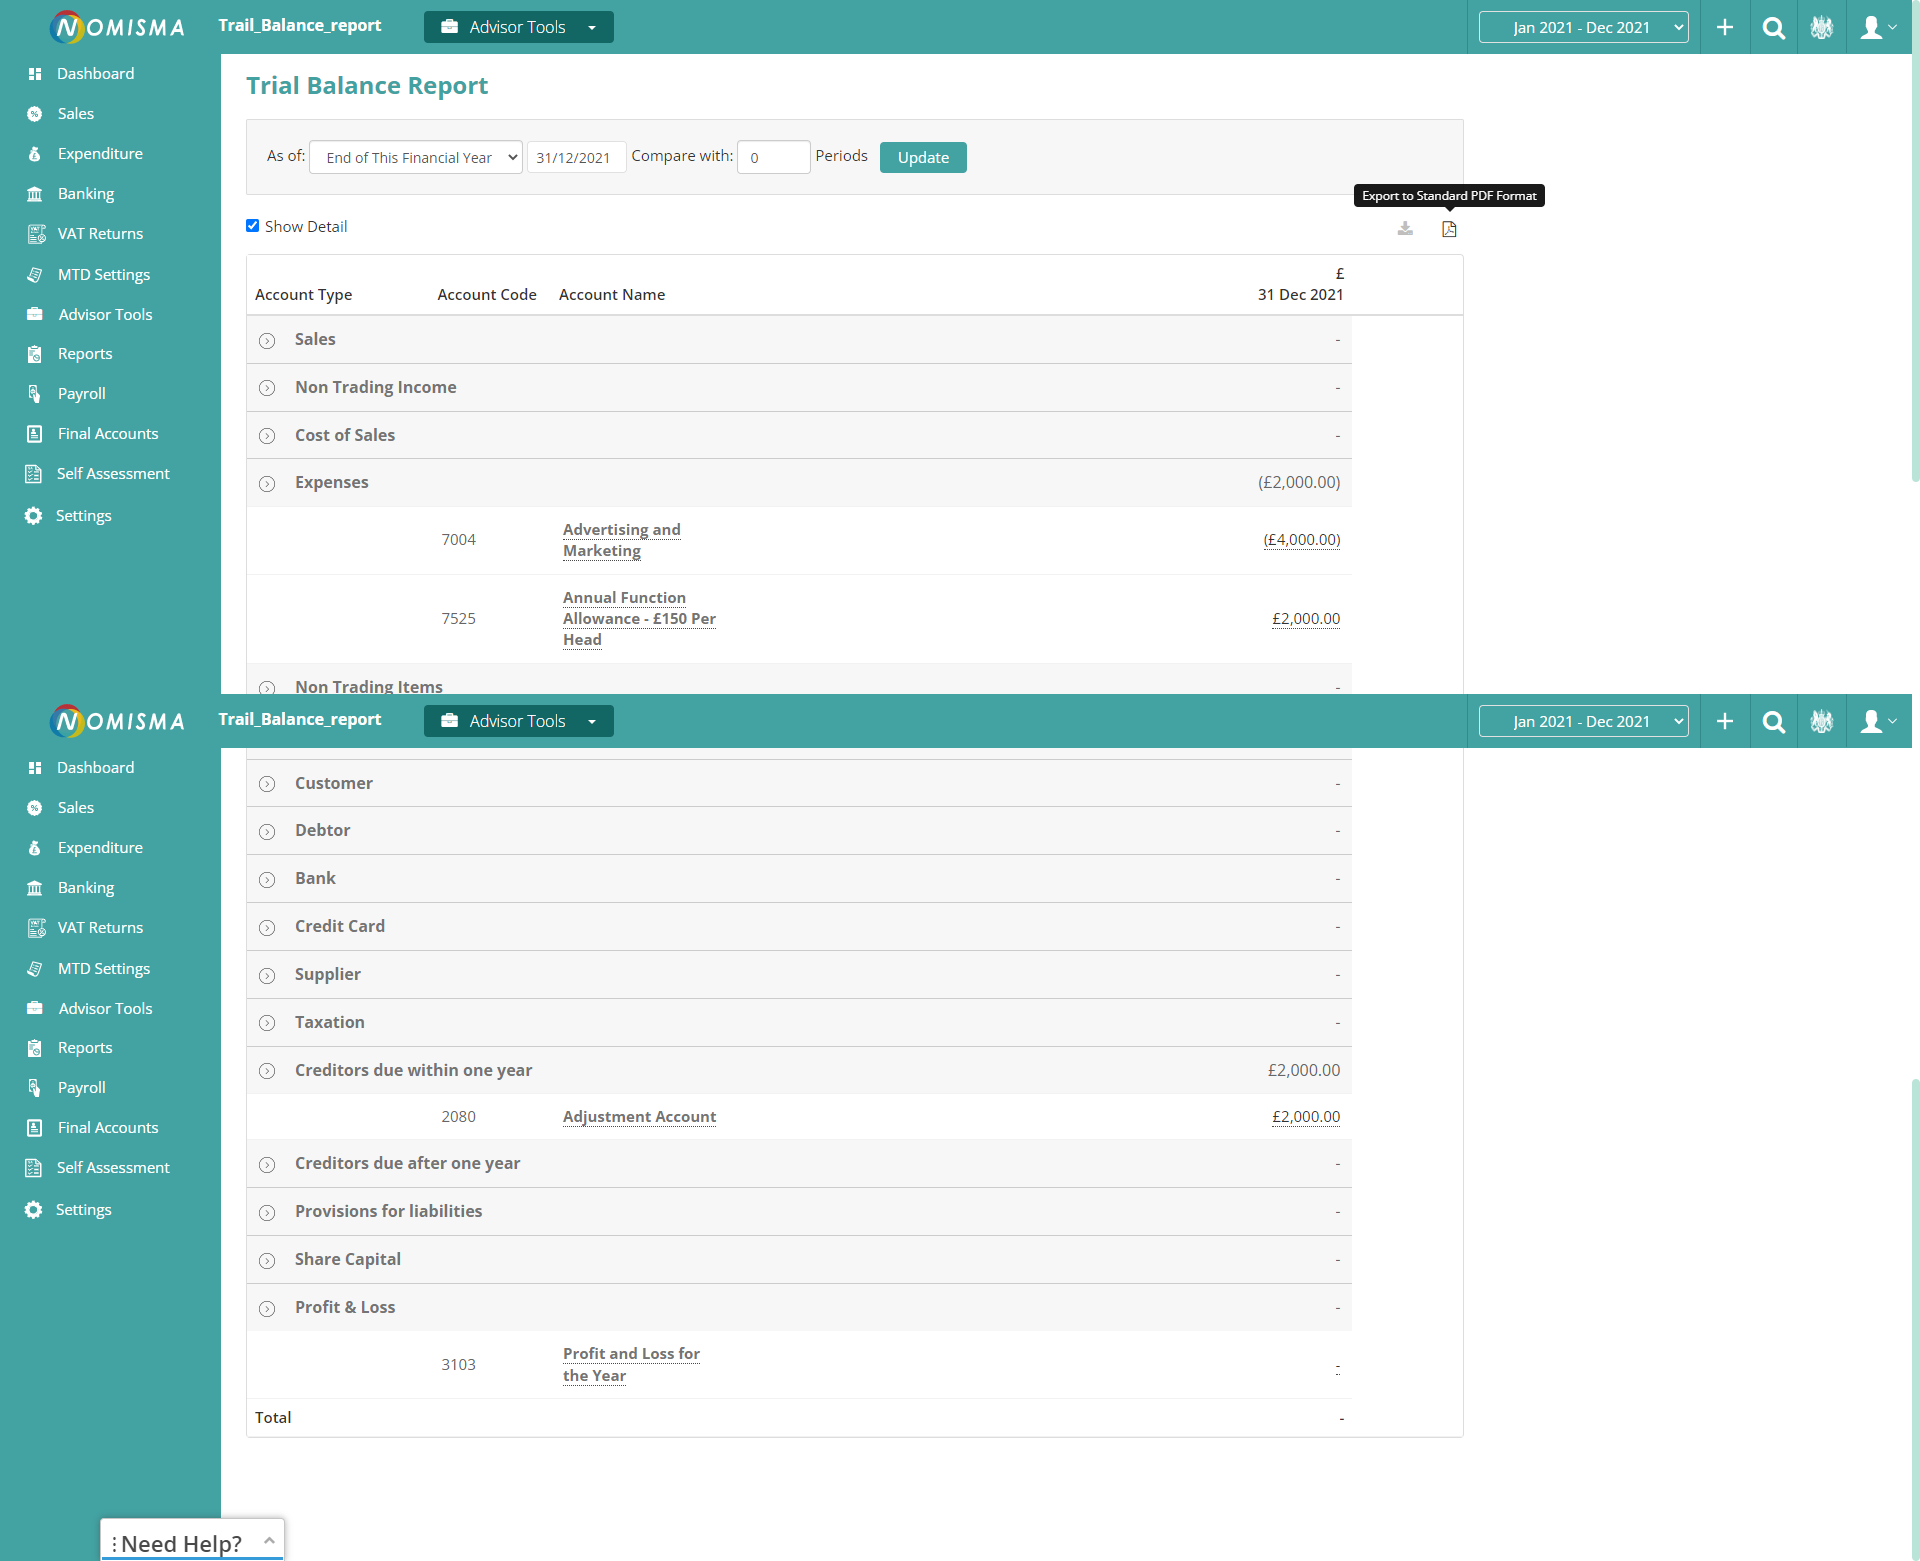 NOMISMA
Trail_Balance_report
Advisor Tools
Jan 2021 - Dec 2021
Dashboard
Sales
Expenditure
Banking
VAT Returns
MTD Settings
Advisor Tools
Reports
Payroll
Final Accounts
Self Assessment
Settings
Trial Balance Report
As of: End of This Financial Year 31/12/2021 Compare with: 0 Periods Update
Export to Standard PDF Format
Show Detail
£
Account Type Account Code Account Name 31 Dec 2021
Sales -
Non Trading Income -
Cost of Sales -
Expenses (£2,000.00)
7004 Advertising and
Marketing (£4,000.00)
7525 Annual Function
Allowance - £150 Per
Head £2,000.00
Non Trading Items -
NOMISMA
Trail_Balance_report
Advisor Tools
Jan 2021 - Dec 2021
Dashboard
Sales
Expenditure
Banking
VAT Returns
MTD Settings
Advisor Tools
Reports
Payroll
Final Accounts
Self Assessment
Settings
Customer -
Debtor -
Bank -
Credit Card -
Supplier -
Taxation -
Creditors due within one year £2,000.00
2080 Adjustment Account £2,000.00
Creditors due after one year -
Provisions for liabilities -
Share Capital -
Profit & Loss -
3103 Profit and Loss for
the Year -
Total -
Need Help?